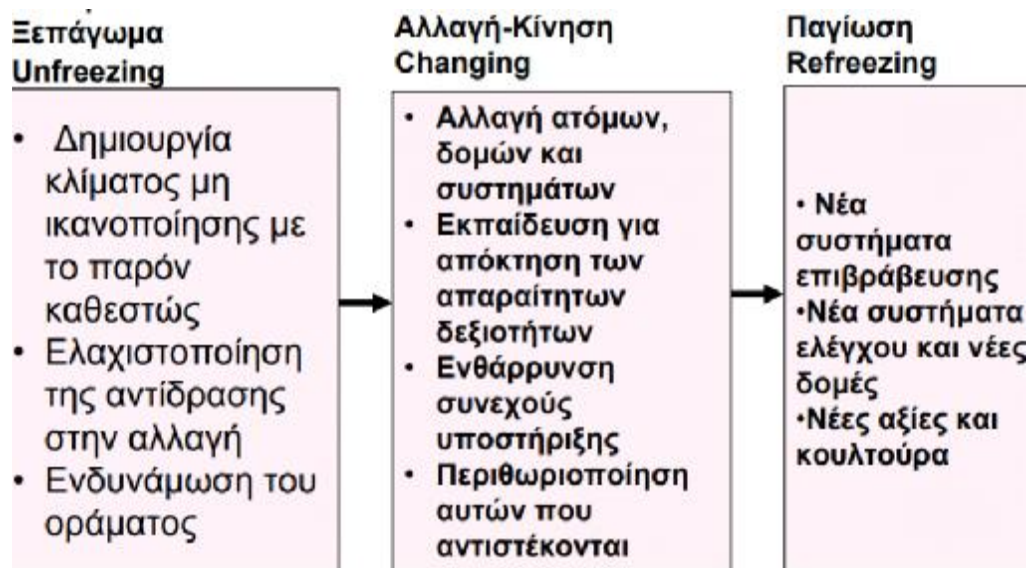 Ξεπάγωμα
Unfreezing
• Δημιουργία
κλίματος μη
ικανοποίησης με
το παρόν
καθεστώς
• Ελαχιστοποίηση
της αντίδρασης
στην αλλαγή
• Ενδυνάμωση του
οράματος
Αλλαγή-Κίνηση
Changing
• Αλλαγή ατόμων,
δομών και
συστημάτων
• Εκπαίδευση για
απόκτηση των
απαραίτητων
δεξιοτήτων
• Ενθάρρυνση
συνεχούς
υποστήριξης
• Περιθωριοποίηση
αυτών που
αντιστέκονται
Παγίωση
Refreezing
• Νέα
συστήματα
επιβράβευσης
•Νέα συστήματα
ελέγχου και νέες
δομές
•Νέες αξίες και
κουλτούρα